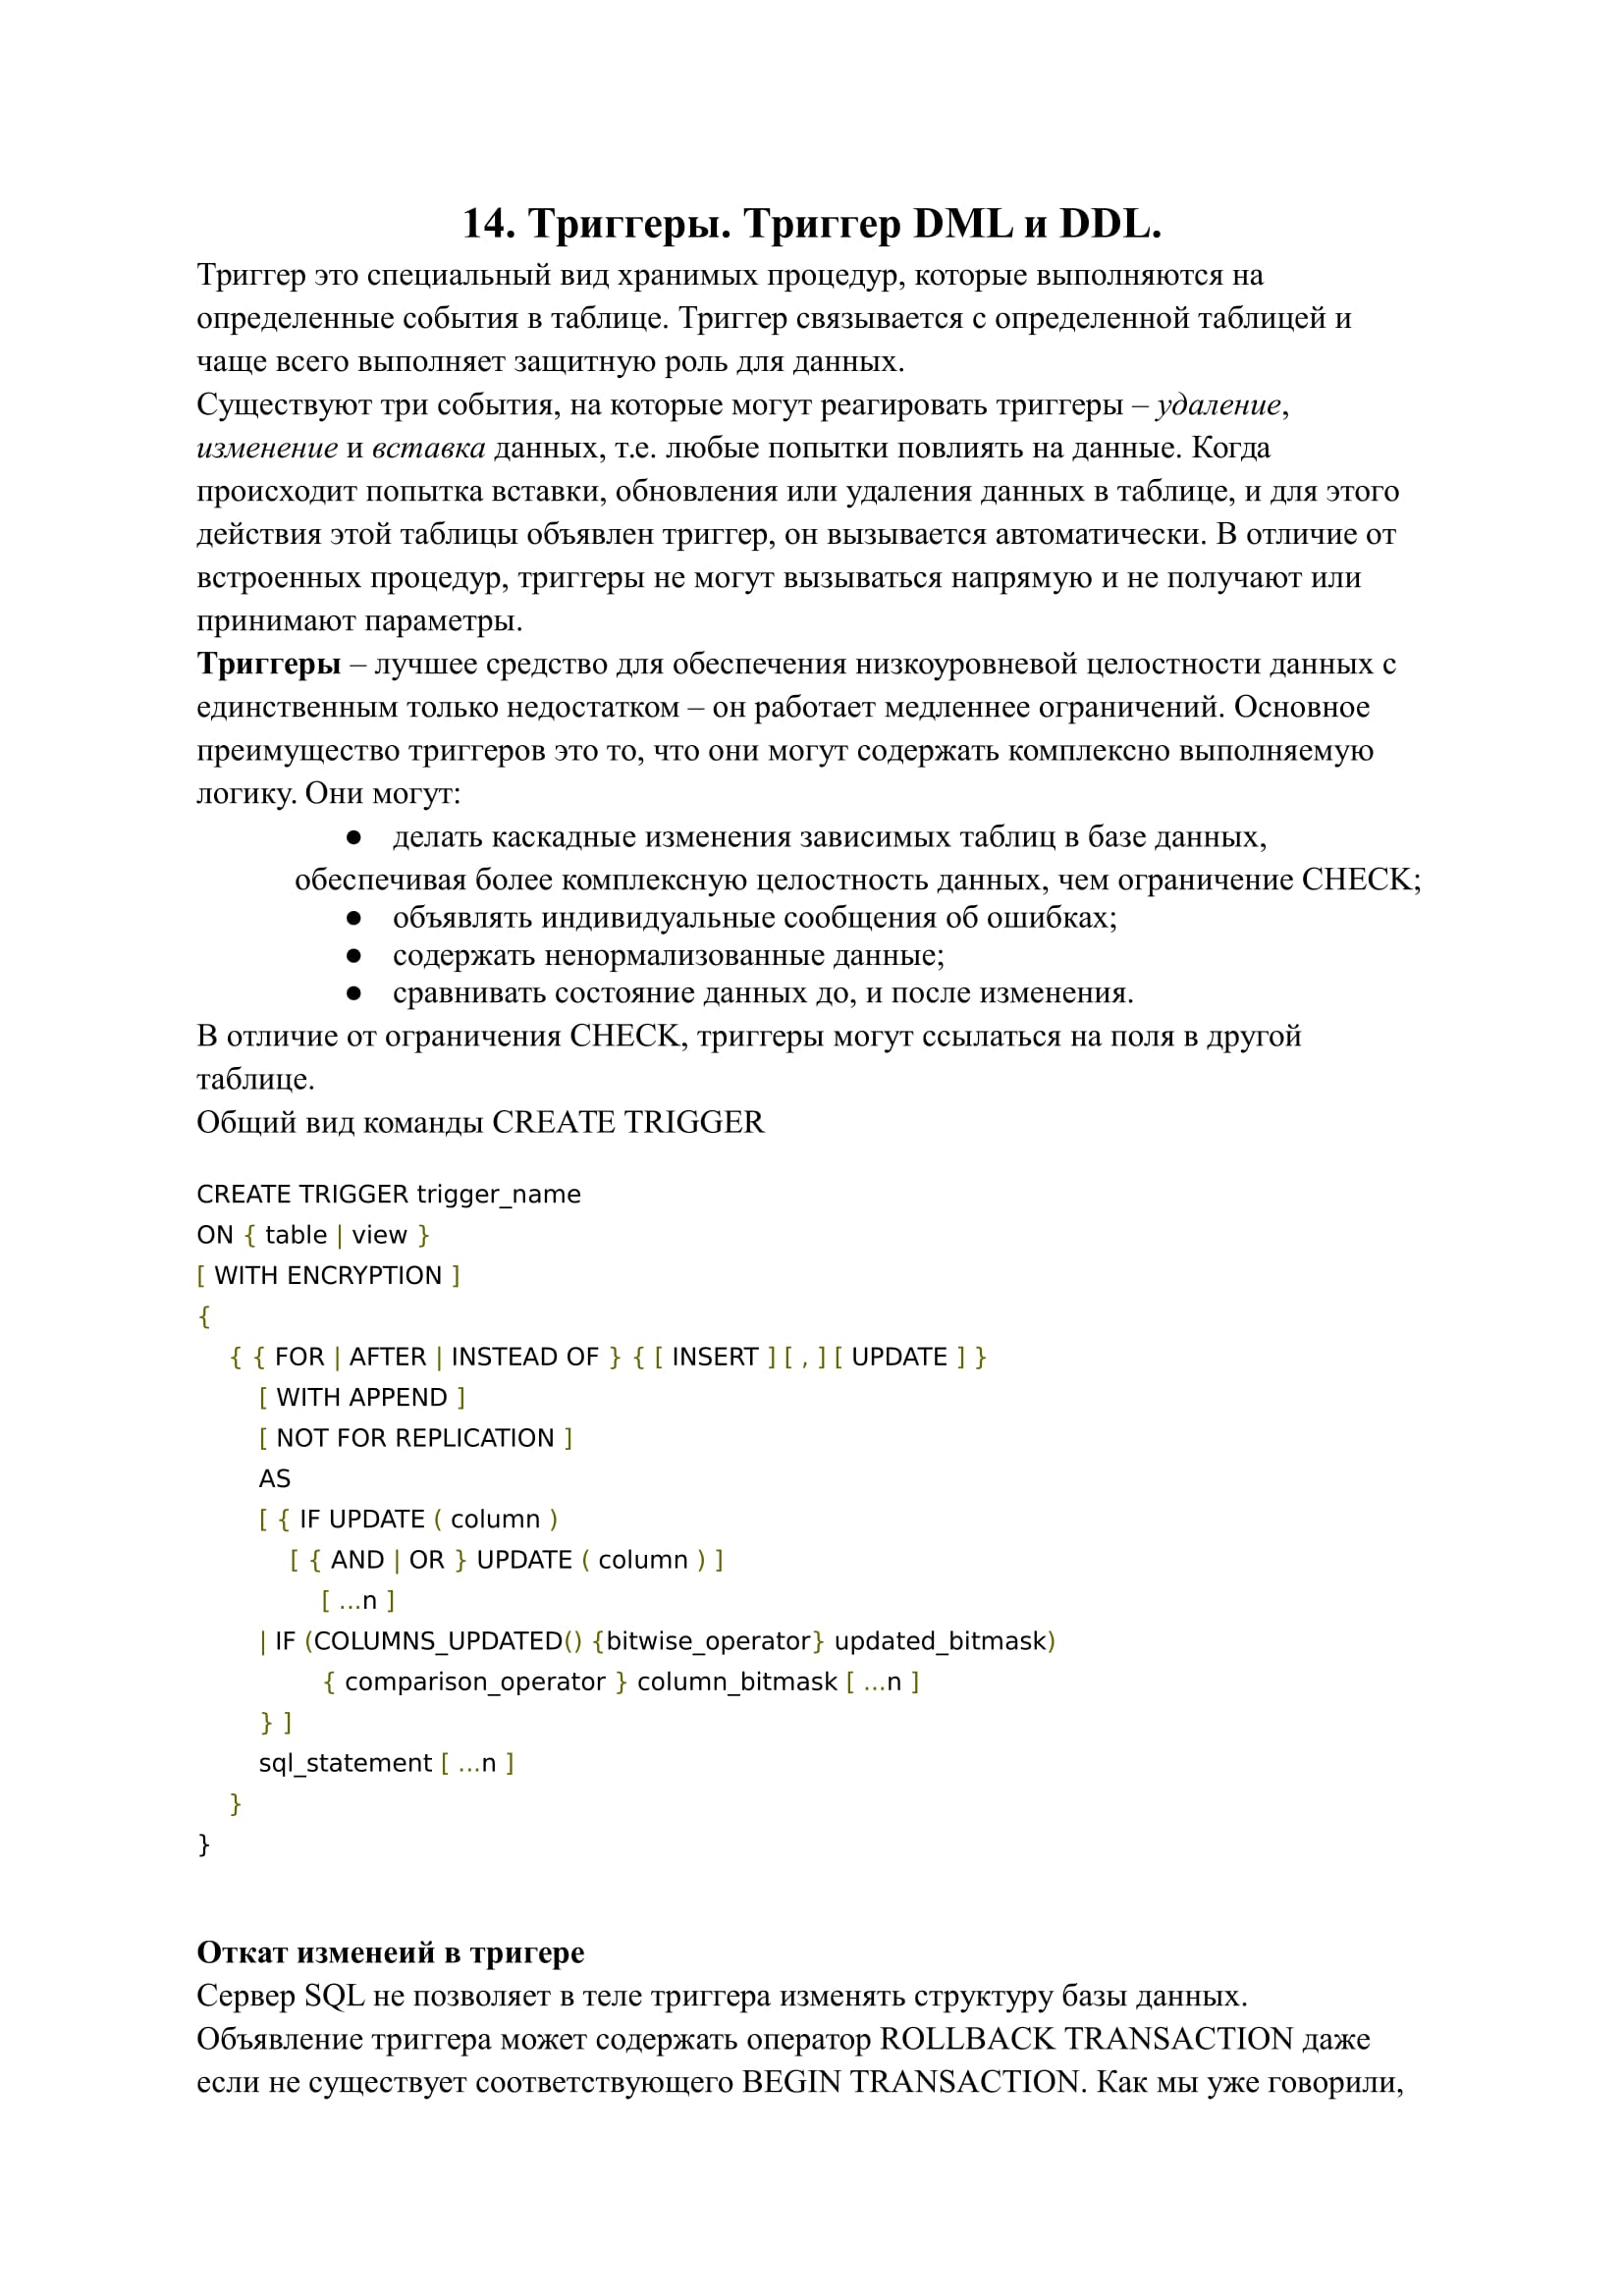 14. Триггеры. Триггер DML и DDL.
Триггер это специальный вид хранимых процедур, которые выполняются на
определенные события в таблице. Триггер связывается с определенной таблицей и
чаще всего выполняет защитную роль для данных.
Существуют три события, на которые могут реагировать триггеры – удаление,
изменение и вставка данных, т.е. любые попытки повлиять на данные. Когда
происходит попытка вставки, обновления или удаления данных в таблице, и для этого
действия этой таблицы объявлен триггер, он вызывается автоматически. В отличие от
встроенных процедур, триггеры не могут вызываться напрямую и не получают или
принимают параметры.
Триггеры – лучшее средство для обеспечения низкоуровневой целостности данных с
единственным только недостатком – он работает медленнее ограничений. Основное
преимущество триггеров это то, что они могут содержать комплексно выполняемую
логику. Они могут:
● делать каскадные изменения зависимых таблиц в базе данных,
обеспечивая более комплексную целостность данных, чем ограничение CHECK;
● объявлять индивидуальные сообщения об ошибках;
● содержать ненормализованные данные;
● сравнивать состояние данных до, и после изменения.
В отличие от ограничения CHECK, триггеры могут ссылаться на поля в другой
таблице.
Общий вид команды CREATE TRIGGER
CREATE TRIGGER trigger_name
ON { table | view }
[ WITH ENCRYPTION ]
{
{ { FOR | AFTER | INSTEAD OF } { [ INSERT ] [ , ] [ UPDATE ] }
[ WITH APPEND ]
[ NOT FOR REPLICATION ]
AS
[ { IF UPDATE ( column )
[ { AND | OR } UPDATE ( column ) ]
[ ...n ]
| IF (COLUMNS_UPDATED() {bitwise_operator} updated_bitmask)
{ comparison_operator } column_bitmask [ ...n ]
} ]
sql_statement [ ...n ]
}
}
Откат изменеий в тригере
Сервер SQL не позволяет в теле триггера изменять структуру базы данных.
Объявление триггера может содержать оператор ROLLBACK TRANSACTION даже
если не существует соответствующего BEGIN TRANSACTION. Как мы уже говорили,